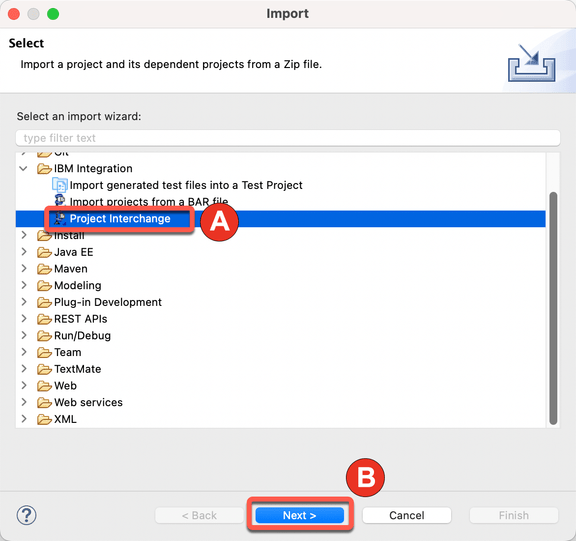 Import
Select
Import a project and its dependent projects from a Zip file.
Select an import wizard:
type filter text
Git
IBM Integration
Import generated test files into a Test Project
Import projects from a BAR file
Project Interchange
A
Install
Java EE
Maven
Modeling
Plug-in Development
REST APIs
Run/Debug
Team
TextMate
Web
Web services
XML
B
?
< Back
Next >
Cancel
Finish